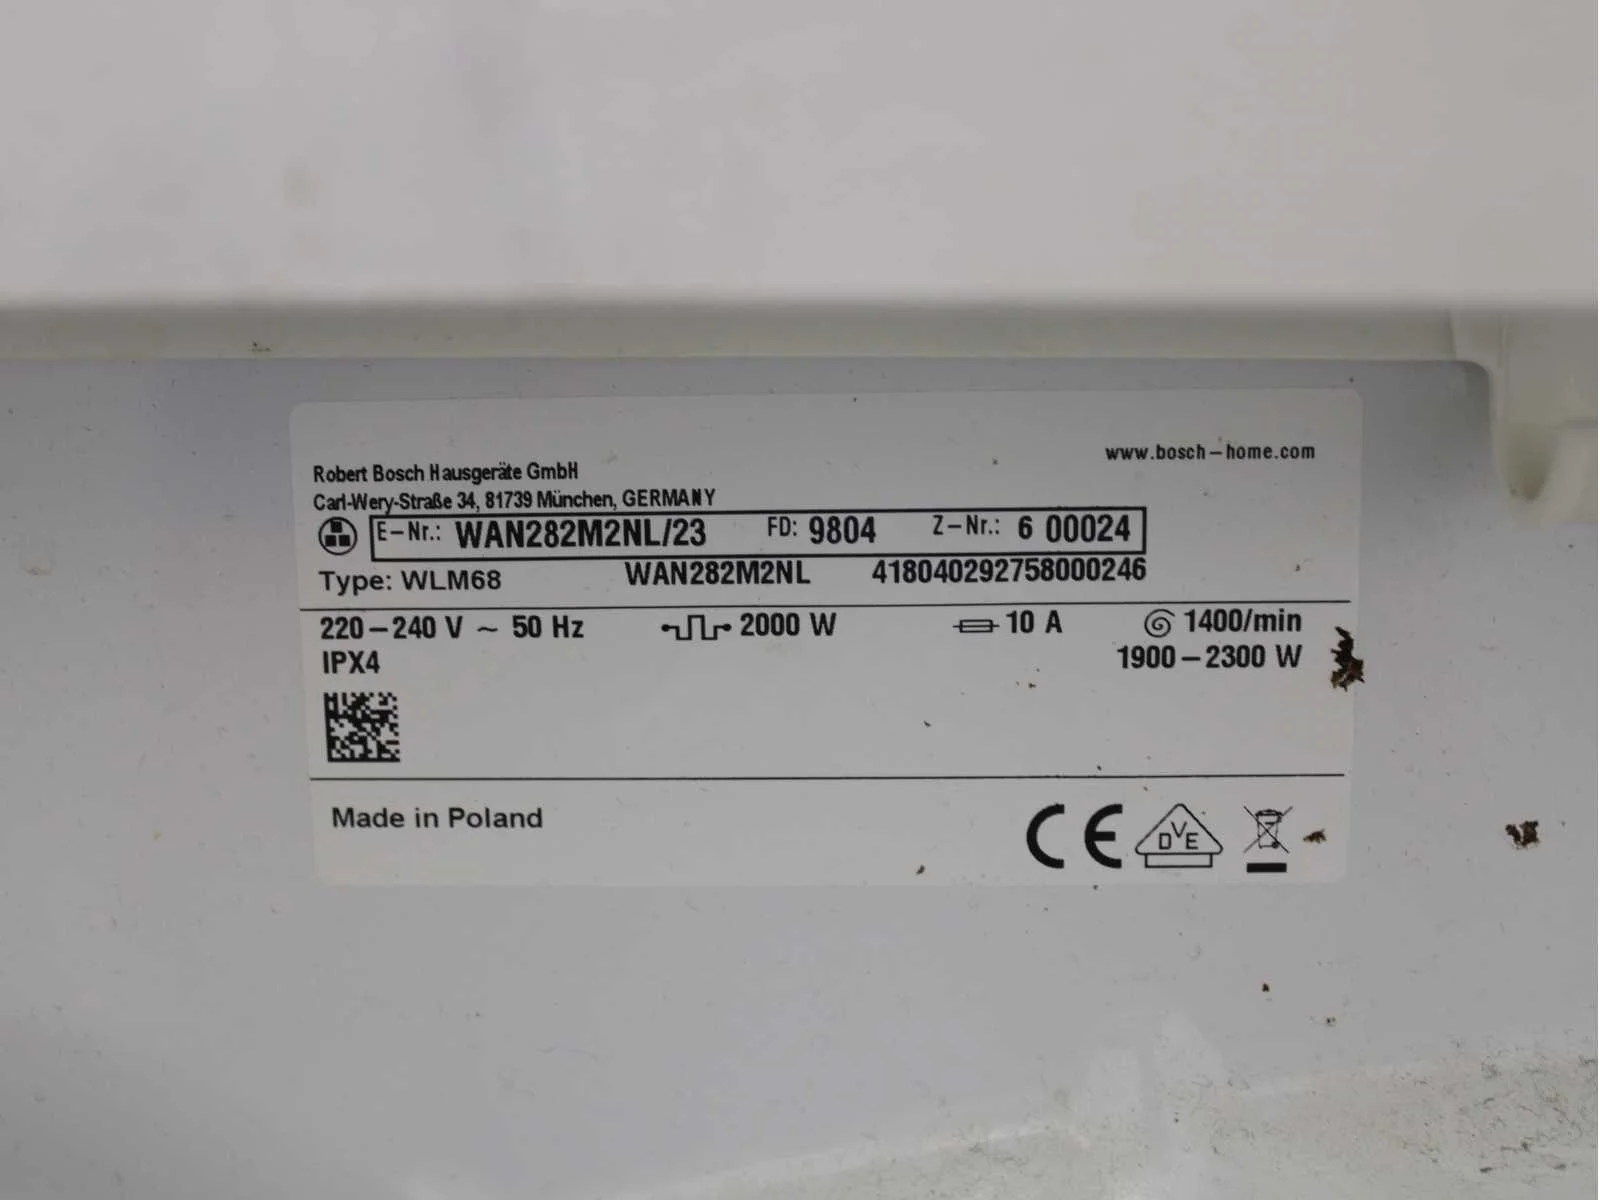 www.bosch-home.com
Robert Bosch Hausgeräte GmbH
Carl-Wery-Straße 34, 81739 München, GERMANY
E-Nr.: WAN282M2NL/23 FD: 9804 Z-Nr.: 6 00024
Type: WLM68 WAN282M2NL 418040292758000246
220-240 V ~ 50 Hz 2000 W 10 A 1400/min
IPX4 1900-2300 W
Made in Poland CE DVE